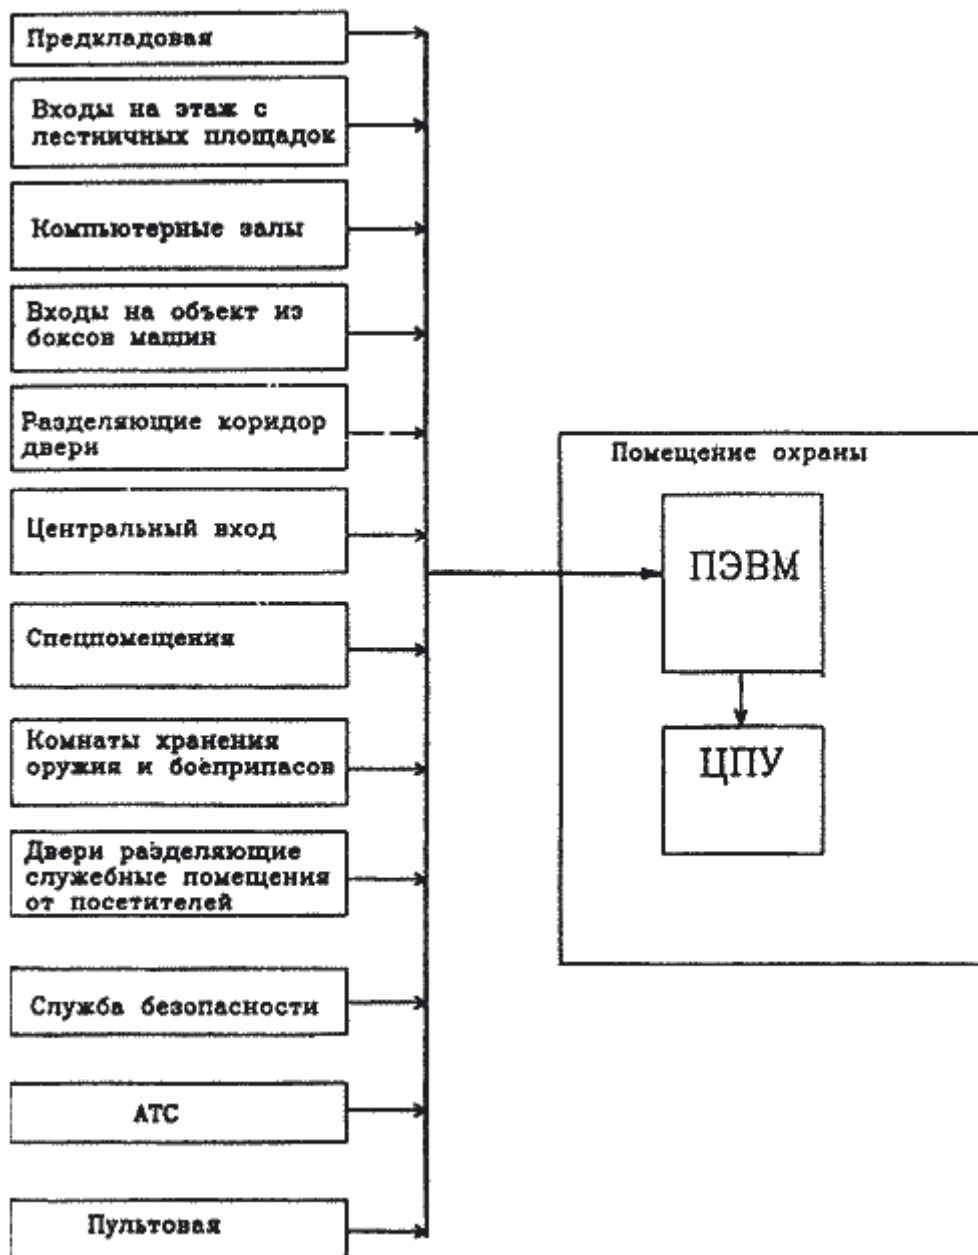 Предкладовая
Входы на этаж с
лестничных площадок
Компьютерные залы
Входы на объект из
боксов машин
Разделяющие коридор
двери
Центральный вход
Спецпомещения
Комнаты хранения
оружия и боеприпасов
Двери разделяющие
служебные помещения
от посетителей
Служба безопасности
АТС
Пультовая
Помещение охраны
ПЭВМ
ЦПУ